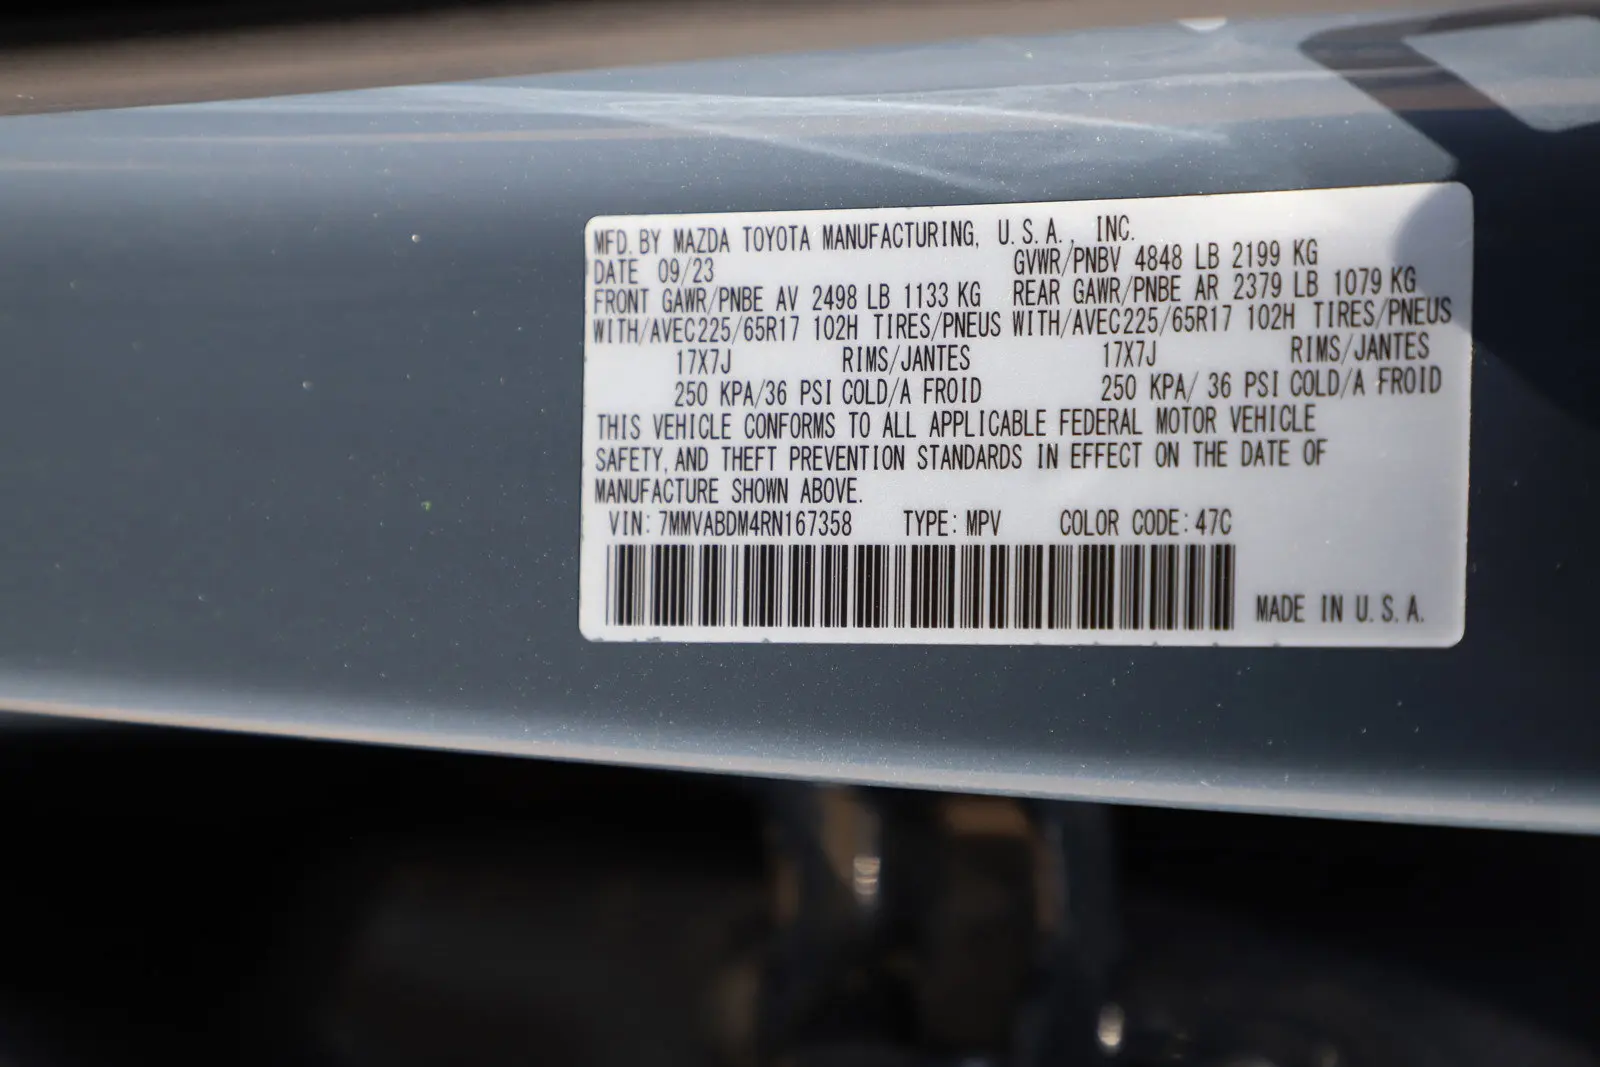 MFD. BY MAZDA TOYOTA MANUFACTURING, U.S.A., INC.
DATE 09/23 GVWR/PNBV 4848 LB 2199 KG
FRONT GAWR/PNBE AV 2498 LB 1133 KG REAR GAWR/PNBE AR 2379 LB 1079 KG
WITH/AVEC225/65R17 102H TIRES/PNEUS WITH/AVEC225/65R17 102H TIRES/PNEUS
17X7J RIMS/JANTES 17X7J RIMS/JANTES
250 KPA/36 PSI COLD/A FROID 250 KPA/ 36 PSI COLD/A FROID
THIS VEHICLE CONFORMS TO ALL APPLICABLE FEDERAL MOTOR VEHICLE
SAFETY, AND THEFT PREVENTION STANDARDS IN EFFECT ON THE DATE OF
MANUFACTURE SHOWN ABOVE.
VIN: 7MMVABDM4RN167358 TYPE: MPV COLOR CODE: 47C
MADE IN U.S.A.